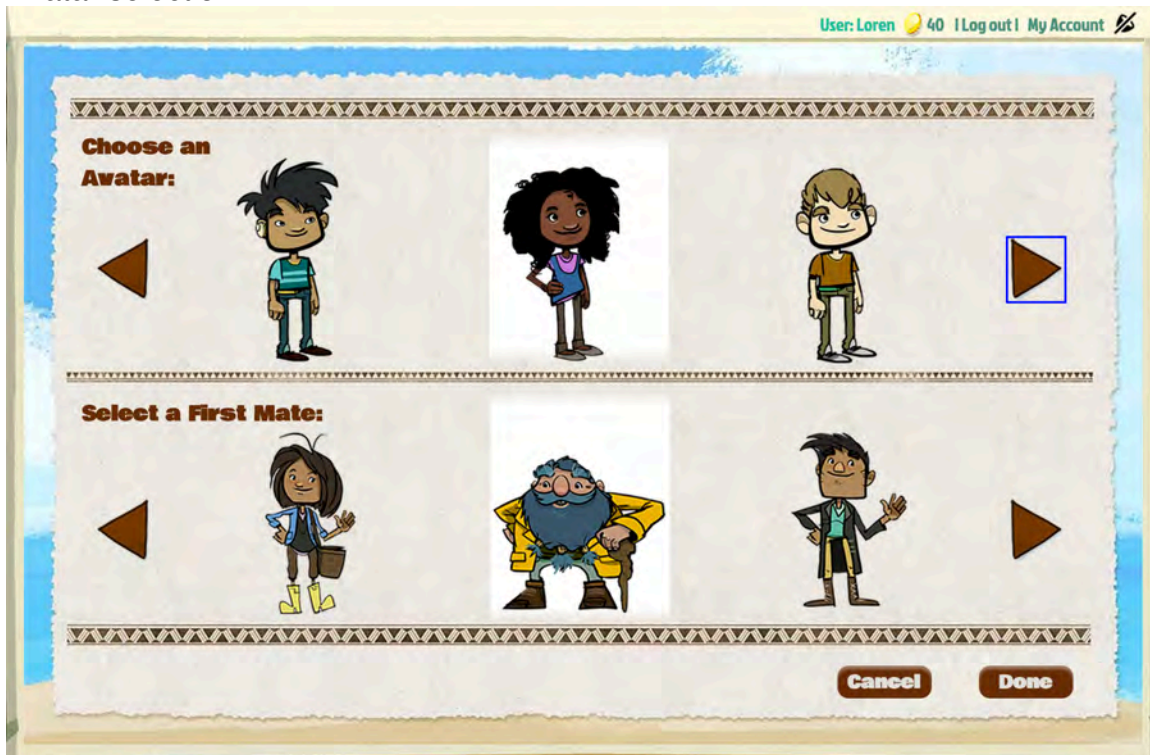 User: Loren 40 | Log out | My Account
Choose an
Avatar:
Select a First Mate:
Cancel
Done